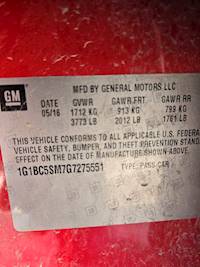 GM
MFD BY GENERAL MOTORS LLC
DATE GVWR GAWR FRT GAWR RR
05/16 1712 KG 913 KG 799 KG
3773 LB 2012 LB 1761 LB
THIS VEHICLE CONFORMS TO ALL APPLICABLE U.S. FEDERAL
VEHICLE SAFETY, BUMPER, AND THEFT PREVENTION STAND
EFFECT ON THE DATE OF MANUFACTURE SHOWN ABOVE.
1G1BC5SM7G7275551 TYPE: PASS CAR